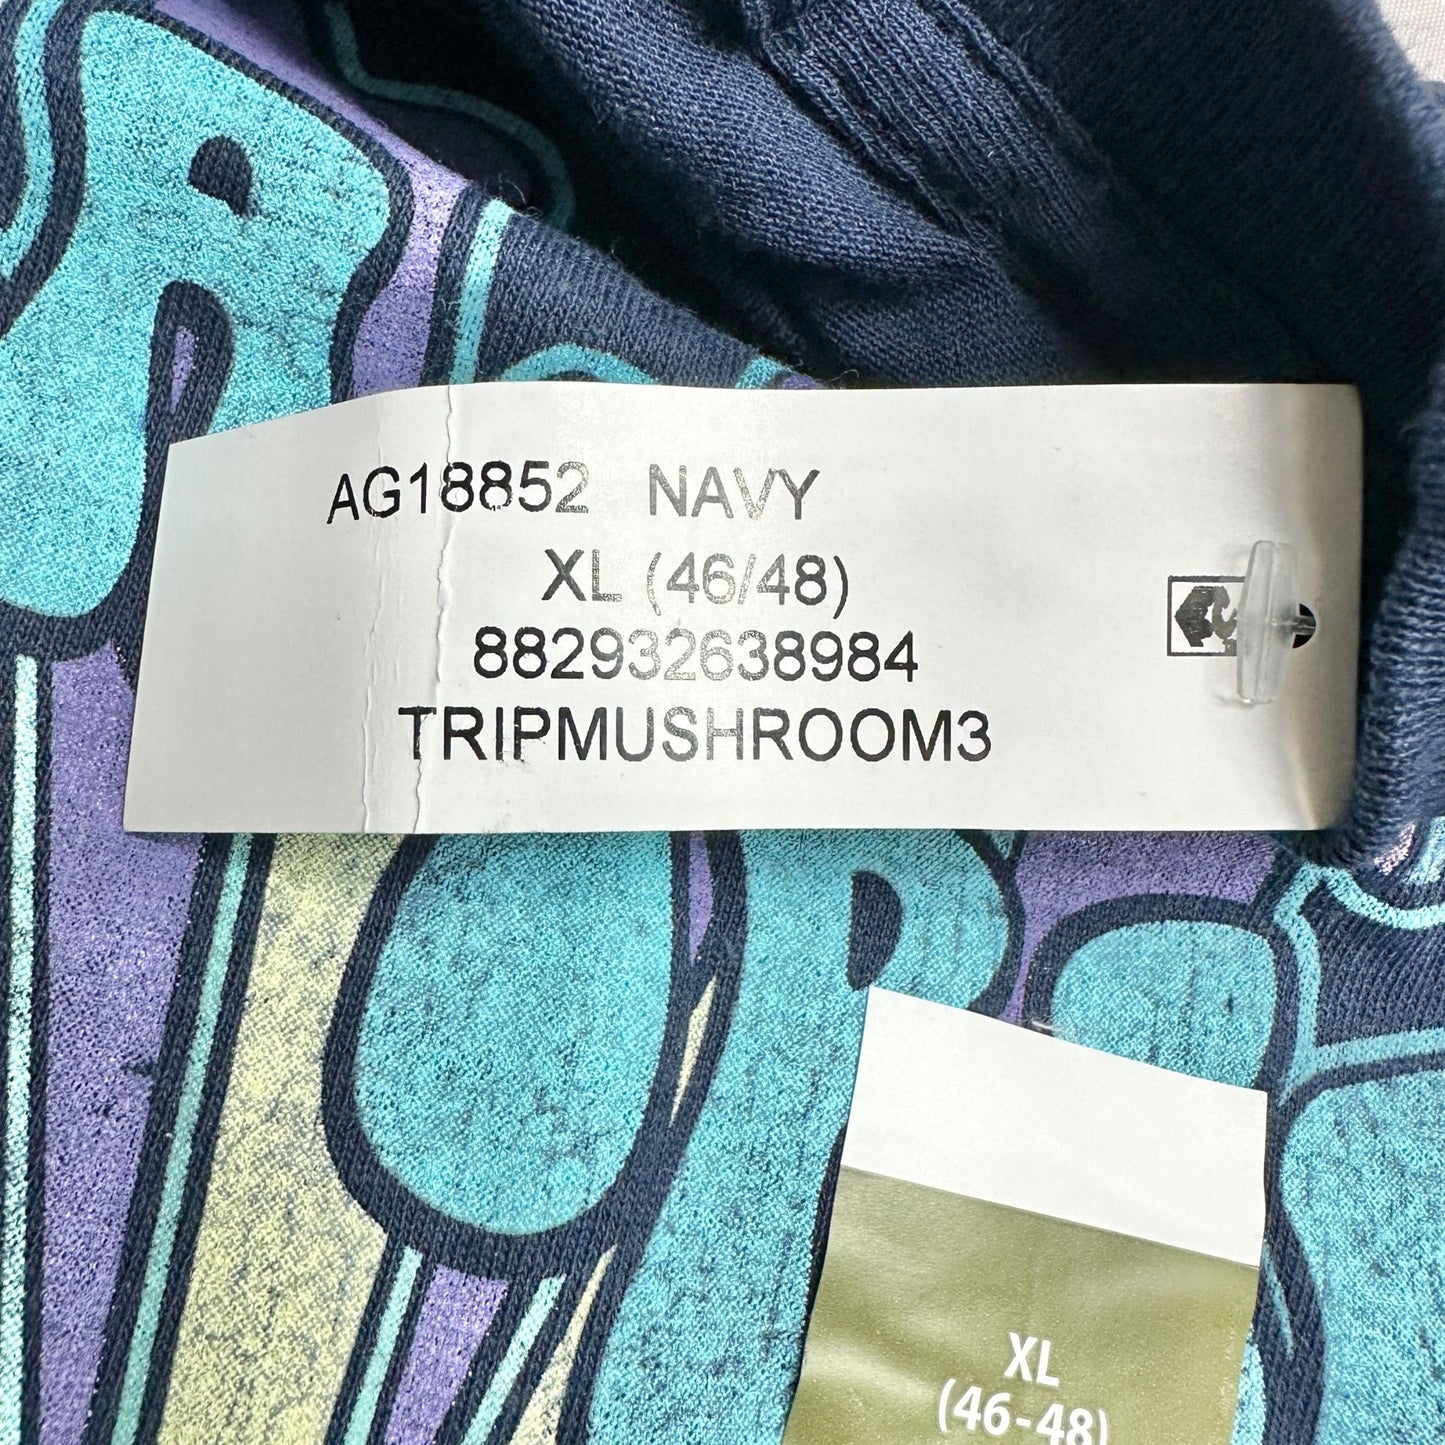 AG18852 NAVY
XL (46/48)
882932638984
TRIPMUSHROOM3
XL
(46-48)